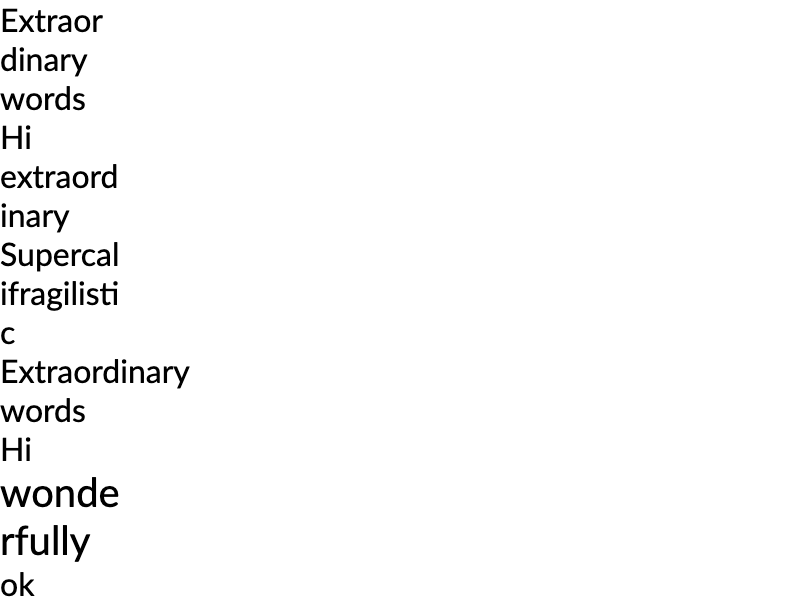 Extraor
dinary
words
Hi
extraord
inary
Supercal
ifragilisti
c
Extraordinary
words
Hi
wonde
rfully
ok